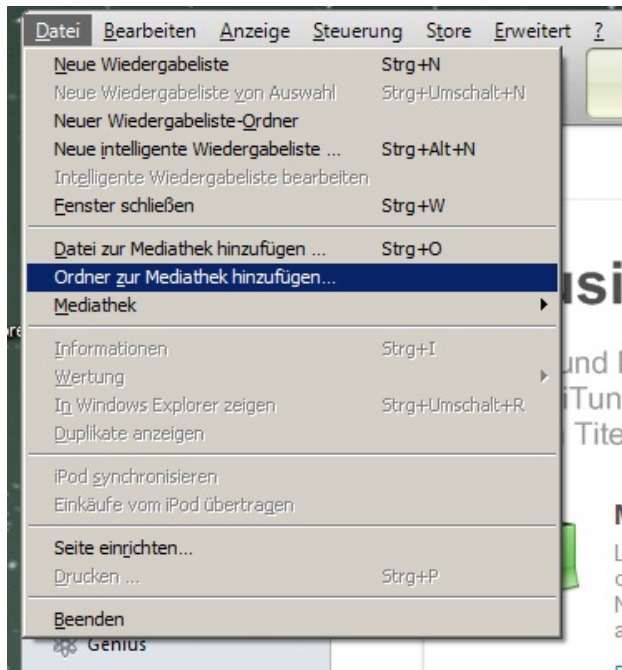 Datei Bearbeiten Anzeige Steuerung Store Erweitert ?
Neue Wiedergabeliste Strg+N
Neue Wiedergabeliste von Auswahl Strg+Umschalt+N
Neuer Wiedergabeliste-Ordner
Neue intelligente Wiedergabeliste ... Strg+Alt+N
Intelligente Wiedergabeliste bearbeiten
Fenster schließen Strg+W
Datei zur Mediathek hinzufügen ... Strg+O
Ordner zur Mediathek hinzufügen...
Mediathek
Informationen Strg+I
Wertung
In Windows Explorer zeigen Strg+Umschalt+R
Duplikate anzeigen
iPod synchronisieren
Einkäufe vom iPod übertragen
Seite einrichten...
Drucken ... Strg+P
Beenden
Genius
und